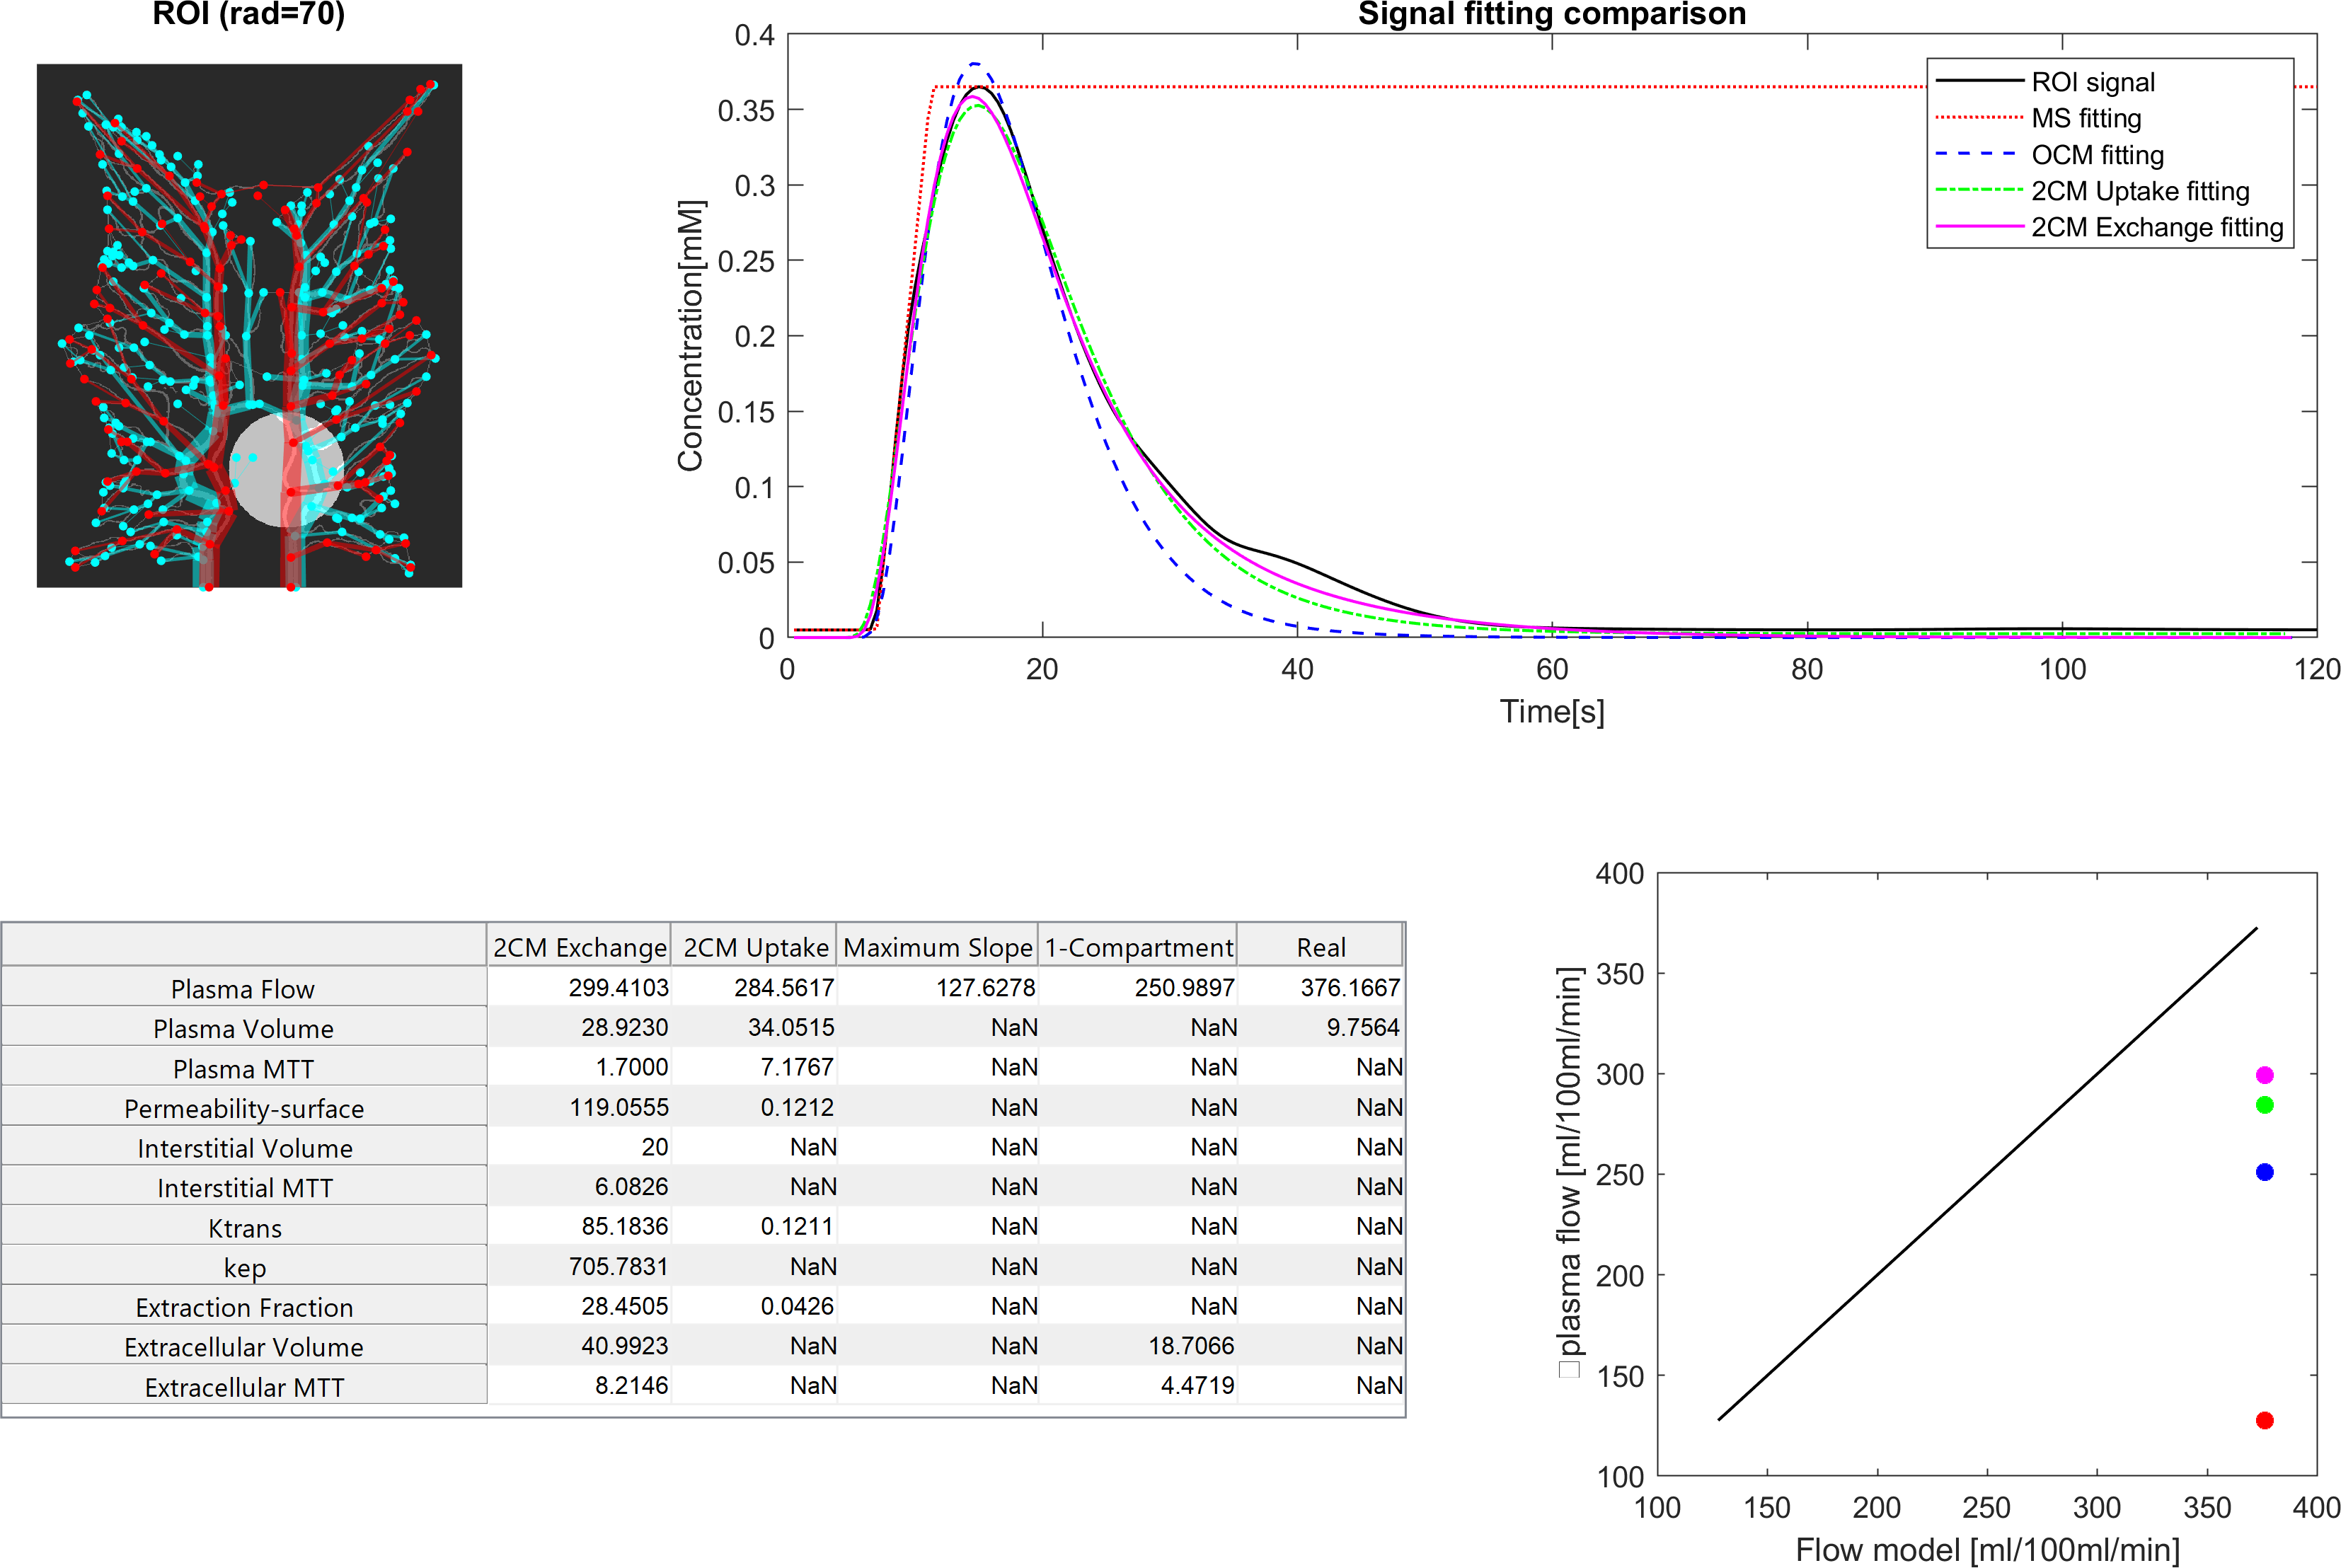 ROI (rad=70)
Signal fitting comparison
0.4
0.35
0.3
0.25
0.2
0.15
0.1
0.05
0
Concentration[mM]
0 20 40 60 80 100 120
Time[s]
ROI signal
MS fitting
OCM fitting
2CM Uptake fitting
2CM Exchange fitting
2CM Exchange 2CM Uptake Maximum Slope 1-Compartment Real
Plasma Flow 299.4103 284.5617 127.6278 250.9897 376.1667
Plasma Volume 28.9230 34.0515 NaN NaN 9.7564
Plasma MTT 1.7000 7.1767 NaN NaN NaN
Permeability-surface 119.0555 0.1212 NaN NaN NaN
Interstitial Volume 20 NaN NaN NaN NaN
Interstitial MTT 6.0826 NaN NaN NaN NaN
Ktrans 85.1836 0.1211 NaN NaN NaN
kep 705.7831 NaN NaN NaN NaN
Extraction Fraction 28.4505 0.0426 NaN NaN NaN
Extracellular Volume 40.9923 NaN NaN 18.7066 NaN
Extracellular MTT 8.2146 NaN NaN 4.4719 NaN
400
350
300
250
200
150
100
□plasma flow [ml/100ml/min]
100 150 200 250 300 350 400
Flow model [ml/100ml/min]